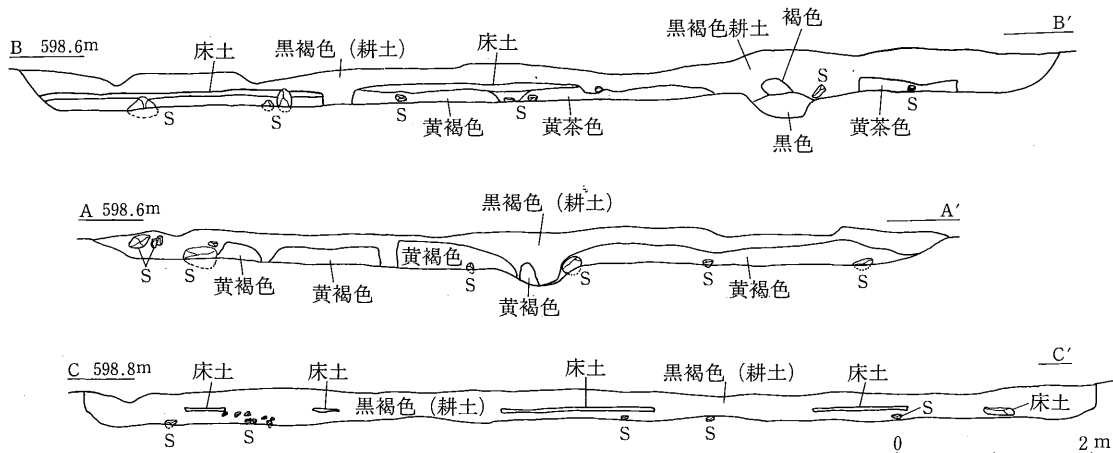 B 598.6m 床土 黒褐色（耕土） 床土 黒褐色耕土 褐色 B′
S
S S S 黄褐色 S 黄茶色 黒色 S 黄茶色
A 598.6m 黒褐色（耕土） A′
黄褐色
S S 黄褐色 黄褐色 S 黄褐色 S S 黄褐色 S
C 598.8m 床土 床土 床土 黒褐色（耕土） 床土 C′
黒褐色（耕土） S 床土
S S S S
0 2m